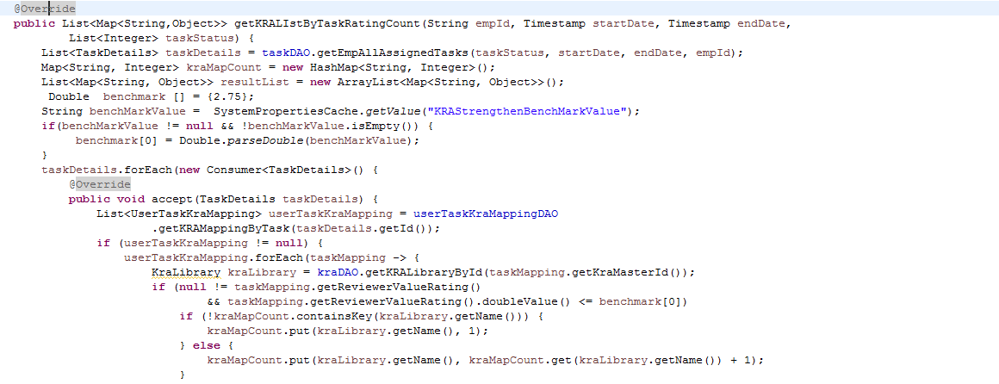 @Override
public List<Map<String,Object>> getKRALIstByTaskRatingCount(String empId, Timestamp startDate, Timestamp endDate,
List<Integer> taskStatus) {
List<TaskDetails> taskDetails = taskDAO.getEmpAllAssignedTasks(taskStatus, startDate, endDate, empId);
Map<String, Integer> kraMapCount = new HashMap<String, Integer>();
List<Map<String, Object>> resultList = new ArrayList<Map<String, Object>>();
Double benchmark [] = {2.75};
String benchMarkValue = SystemPropertiesCache.getValue("KRAStrengthenBenchMarkValue");
if(benchMarkValue != null && !benchMarkValue.isEmpty()) {
benchmark[0] = Double.parseDouble(benchMarkValue);
}
taskDetails.forEach(new Consumer<TaskDetails>() {
@Override
public void accept(TaskDetails taskDetails) {
List<UserTaskKraMapping> userTaskKraMapping = userTaskKraMappingDAO
.getKRAMappingByTask(taskDetails.getId());
if (userTaskKraMapping != null) {
userTaskKraMapping.forEach(taskMapping -> {
KraLibrary kraLibrary = kraDAO.getKRALibraryById(taskMapping.getKraMasterId());
if (null != taskMapping.getReviewerValueRating()
&& taskMapping.getReviewerValueRating().doubleValue() <= benchmark[0])
if (!kraMapCount.containsKey(kraLibrary.getName())) {
kraMapCount.put(kraLibrary.getName(), 1);
} else {
kraMapCount.put(kraLibrary.getName(), kraMapCount.get(kraLibrary.getName()) + 1);
}